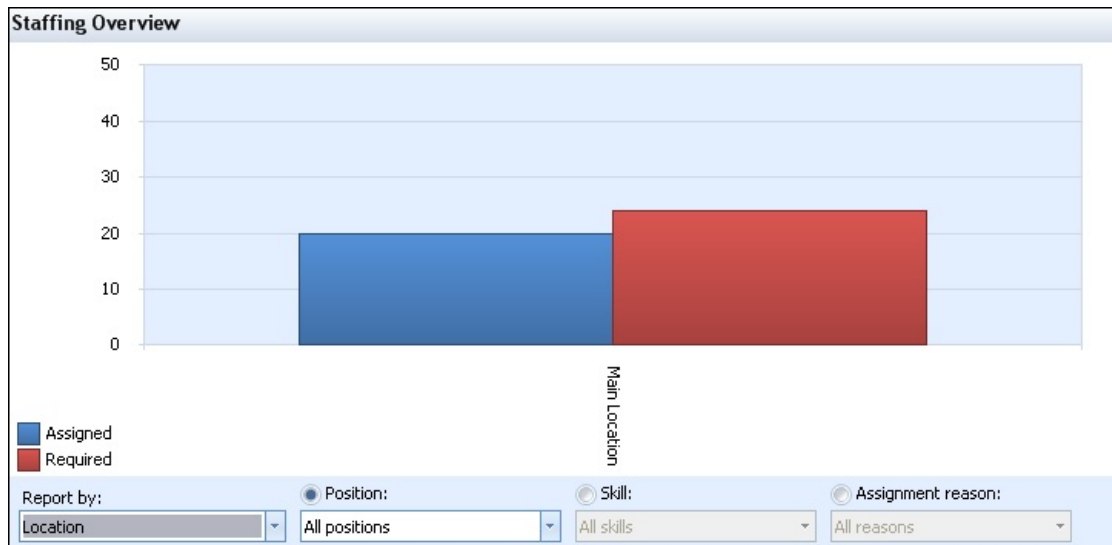 Staffing Overview
50
40
30
20
10
0
Main Location
Assigned
Required
Report by:
Position:
Skill:
Assignment reason:
Location
All positions
All skills
All reasons